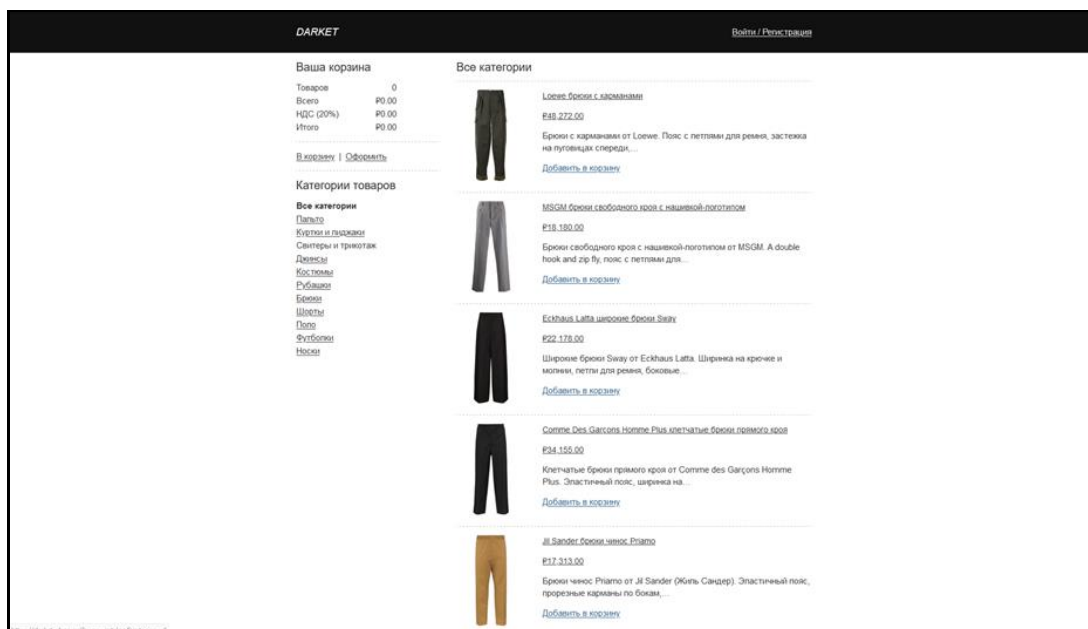 DARKET
Войти / Регистрация
Ваша корзина
Товаров 0
Всего ₽0.00
НДС (20%) ₽0.00
Итого ₽0.00
В корзину | Оформить
Категории товаров
Все категории
Пальто
Куртки и пиджаки
Свитеры и трикотаж
Джинсы
Костюмы
Рубашки
Брюки
Шорты
Поло
Футболки
Носки
Все категории
Loewe брюки с карманами
₽48,272.00
Брюки с карманами от Loewe. Пояс с петлями для ремня, застежка
на пуговицах спереди,...
Добавить в корзину
MSGM брюки свободного кроя с нашивкой-логотипом
₽18,180.00
Брюки свободного кроя с нашивкой-логотипом от MSGM. A double
hook and zip fly, пояс с петлями для...
Добавить в корзину
Eckhaus Latta широкие брюки Sway
₽22,178.00
Широкие брюки Sway от Eckhaus Latta. Ширинка на крючке и
молнии, петли для ремня, боковые...
Добавить в корзину
Comme Des Garcons Homme Plus клетчатые брюки прямого кроя
₽34,155.00
Клетчатые брюки прямого кроя от Comme des Garçons Homme
Plus. Эластичный пояс, ширинка на...
Добавить в корзину
Jil Sander брюки чинос Priamo
₽17,313.00
Брюки чинос Priamo от Jil Sander (Жиль Сандер). Эластичный пояс,
прорезные карманы по бокам,...
Добавить в корзину